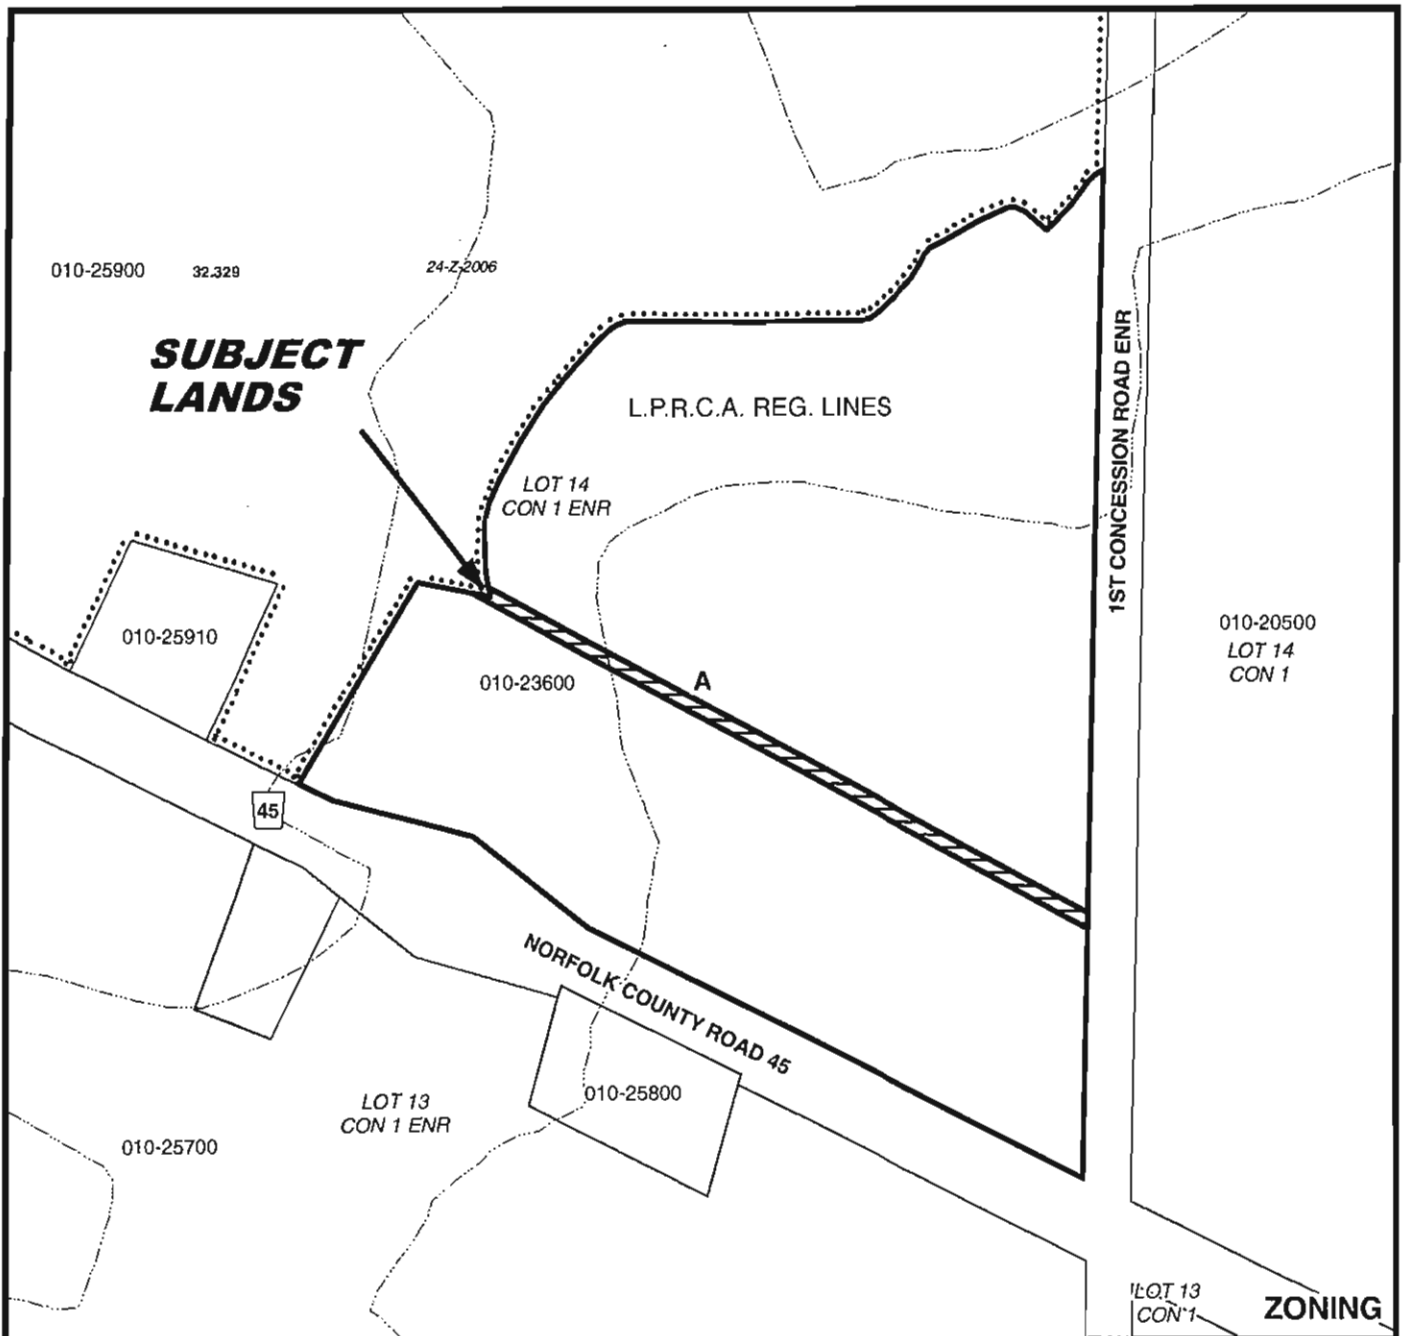 010-25900 32.329 24-Z-2006
SUBJECT
LANDS
L.P.R.C.A. REG. LINES
1ST CONCESSION ROAD ENR
LOT 14
CON 1 ENR
010-25910
010-23600
A
010-20500
LOT 14
CON 1
45
NORFOLK COUNTY ROAD 45
010-25800
LOT 13
CON 1 ENR
010-25700
LOT 13
CON 1
ZONING